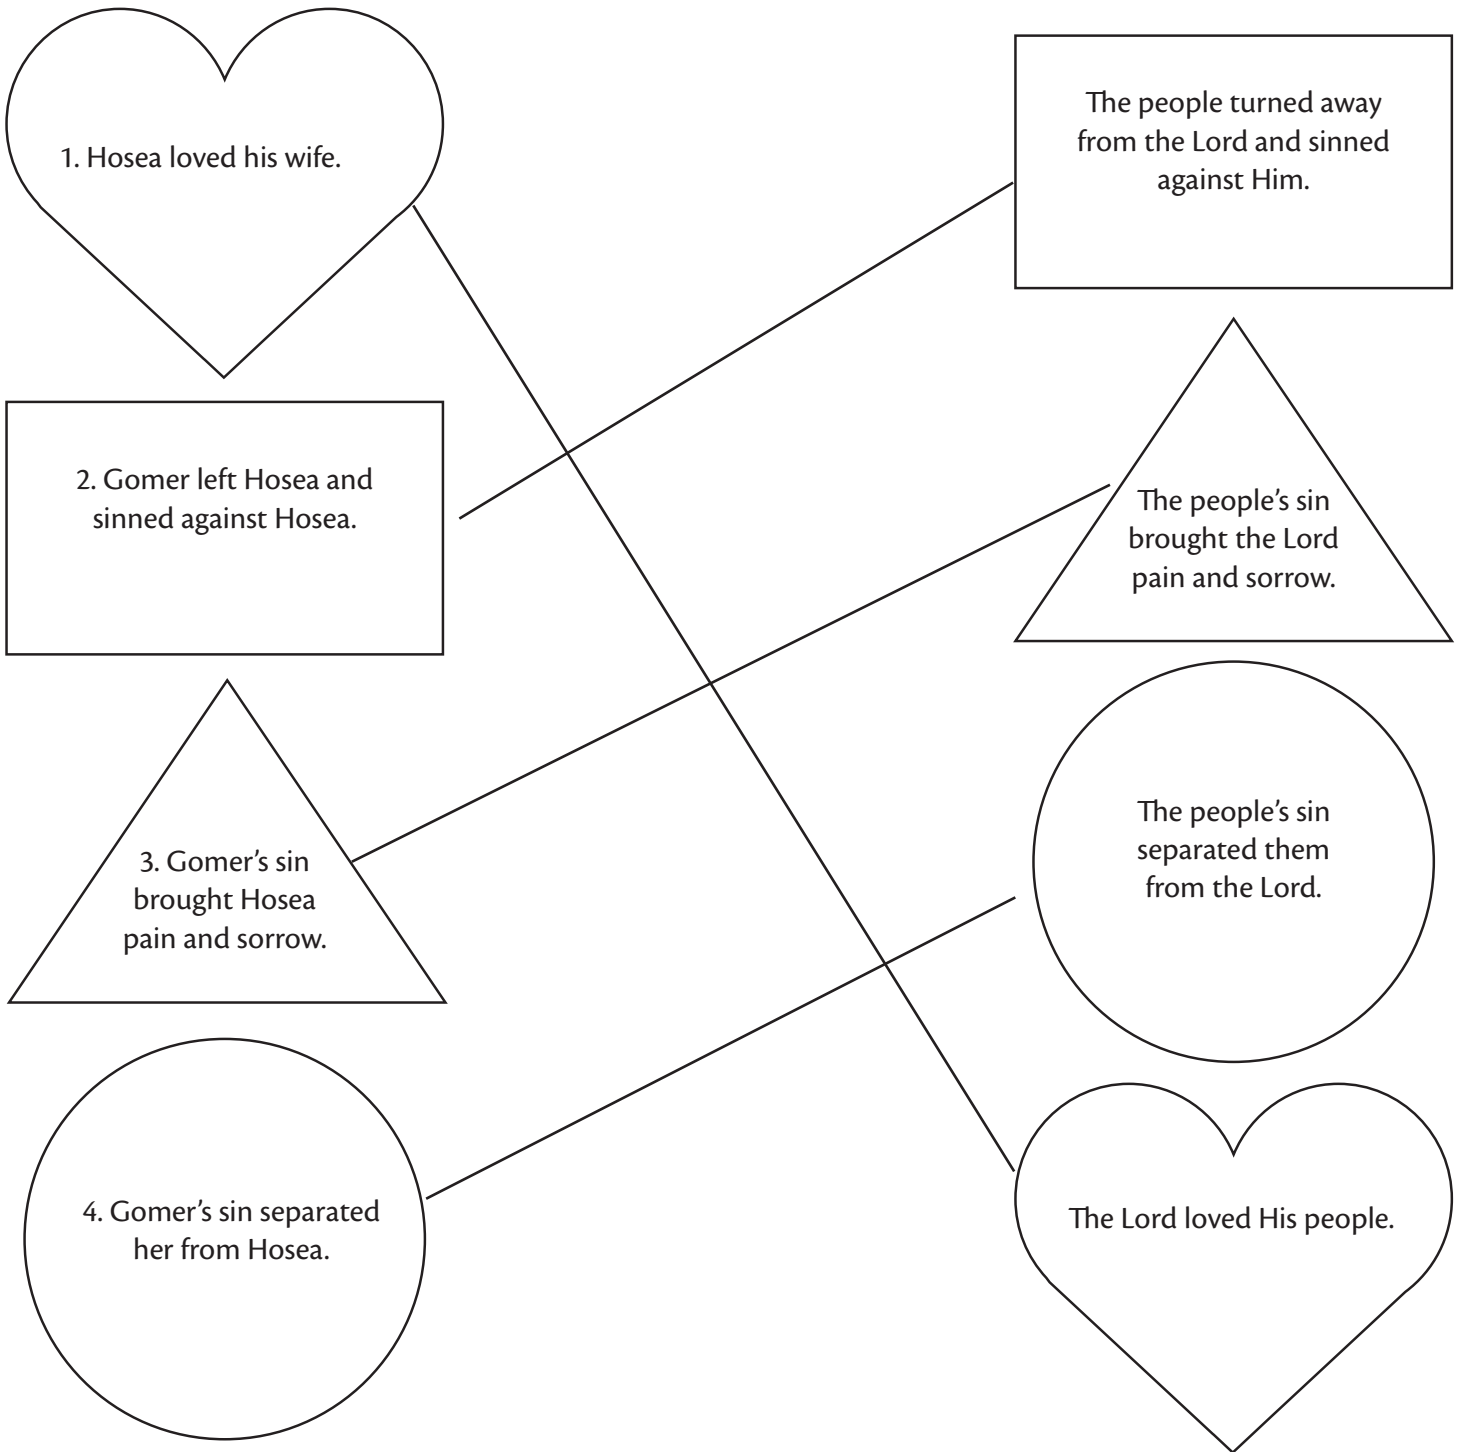 1. Hosea loved his wife.
2. Gomer left Hosea and
sinned against Hosea.
3. Gomer’s sin
brought Hosea
pain and sorrow.
4. Gomer’s sin separated
her from Hosea.
The people turned away
from the Lord and sinned
against Him.
The people’s sin
brought the Lord
pain and sorrow.
The people’s sin
separated them
from the Lord.
The Lord loved His people.